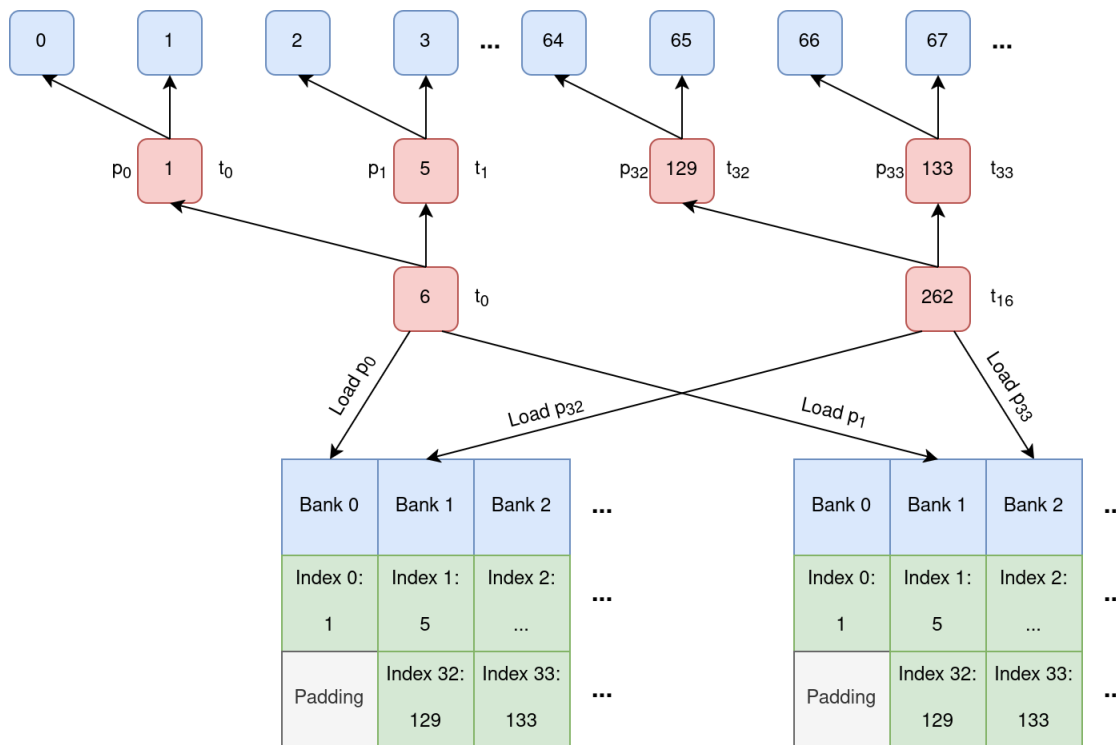 0 1 2 3 ... 64 65 66 67 ...
p0 1 t0 p1 5 t1 p32 129 t32 p33 133 t33
6 t0 262 t16
Load p0 Load p32 Load p1 Load p33
Bank 0 Bank 1 Bank 2 ... Bank 0 Bank 1 Bank 2 ..
Index 0: Index 1: Index 2: ... Index 0: Index 1: Index 2: ..
1 5 ... 1 5 ...
Padding Index 32: Index 33: ... Padding Index 32: Index 33: ..
129 133 129 133